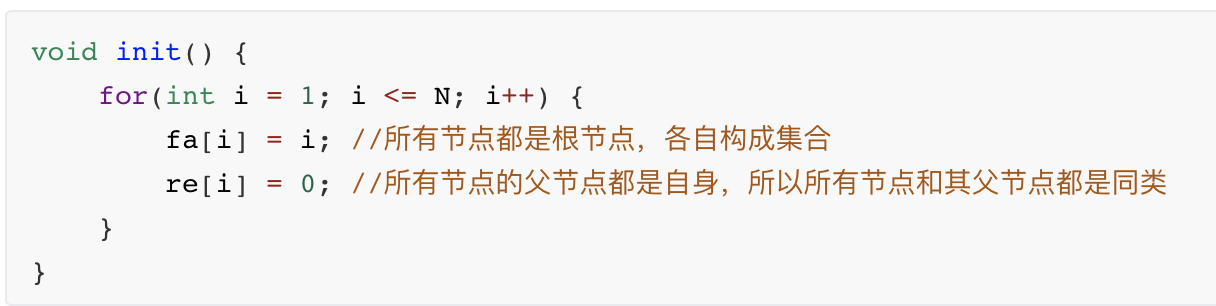 void init() {
    for(int i = 1; i <= N; i++) {
        fa[i] = i; //所有节点都是根节点，各自构成集合
        re[i] = 0; //所有节点的父节点都是自身，所以所有节点和其父节点都是同类
    }
}